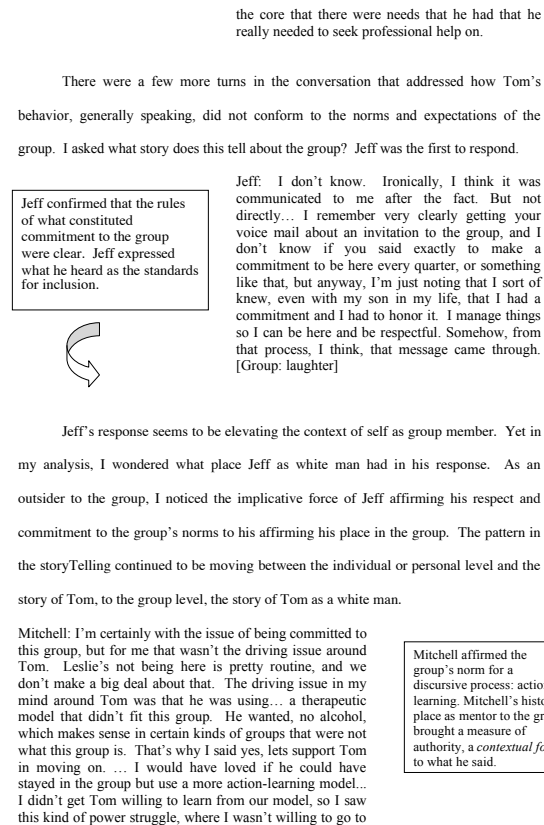 the core that there were needs that he had that he
really needed to seek professional help on.
There were a few more turns in the conversation that addressed how Tom's
behavior, generally speaking, did not conform to the norms and expectations of the
group. I asked what story does this tell about the group? Jeff was the first to respond.
Jeff confirmed that the rules
of what constituted
commitment to the group
were clear. Jeff expressed
what he heard as the standards
for inclusion.
Jeff: I don't know. Ironically, I think it was
communicated to me after the fact. But not
directly… I remember very clearly getting your
voice mail about an invitation to the group, and I
don't know if you said exactly to make a
commitment to be here every quarter, or something
like that, but anyway, I'm just noting that I sort of
knew, even with my son in my life, that I had a
commitment and I had to honor it. I manage things
so I can be here and be respectful. Somehow, from
that process, I think, that message came through.
[Group: laughter]
Jeff's response seems to be elevating the context of self as group member. Yet in
my analysis, I wondered what place Jeff as white man had in his response. As an
outsider to the group, I noticed the implicative force of Jeff affirming his respect and
commitment to the group's norms to his affirming his place in the group. The pattern in
the storyTelling continued to be moving between the individual or personal level and the
story of Tom, to the group level, the story of Tom as a white man.
Mitchell: I'm certainly with the issue of being committed to
this group, but for me that wasn't the driving issue around
Tom. Leslie's not being here is pretty routine, and we
don't make a big deal about that. The driving issue in my
mind around Tom was that he was using… a therapeutic
model that didn't fit this group. He wanted, no alcohol,
which makes sense in certain kinds of groups that were not
what this group is. That's why I said yes, lets support Tom
in moving on. … I would have loved if he could have
stayed in the group but use a more action-learning model...
I didn't get Tom willing to learn from our model, so I saw
this kind of power struggle, where I wasn't willing to go to
Mitchell affirmed the
group's norm for a
discursive process:
learning. Mitchell's
place as mentor to the
brought a measure of
authority, a contextual
to what he said.